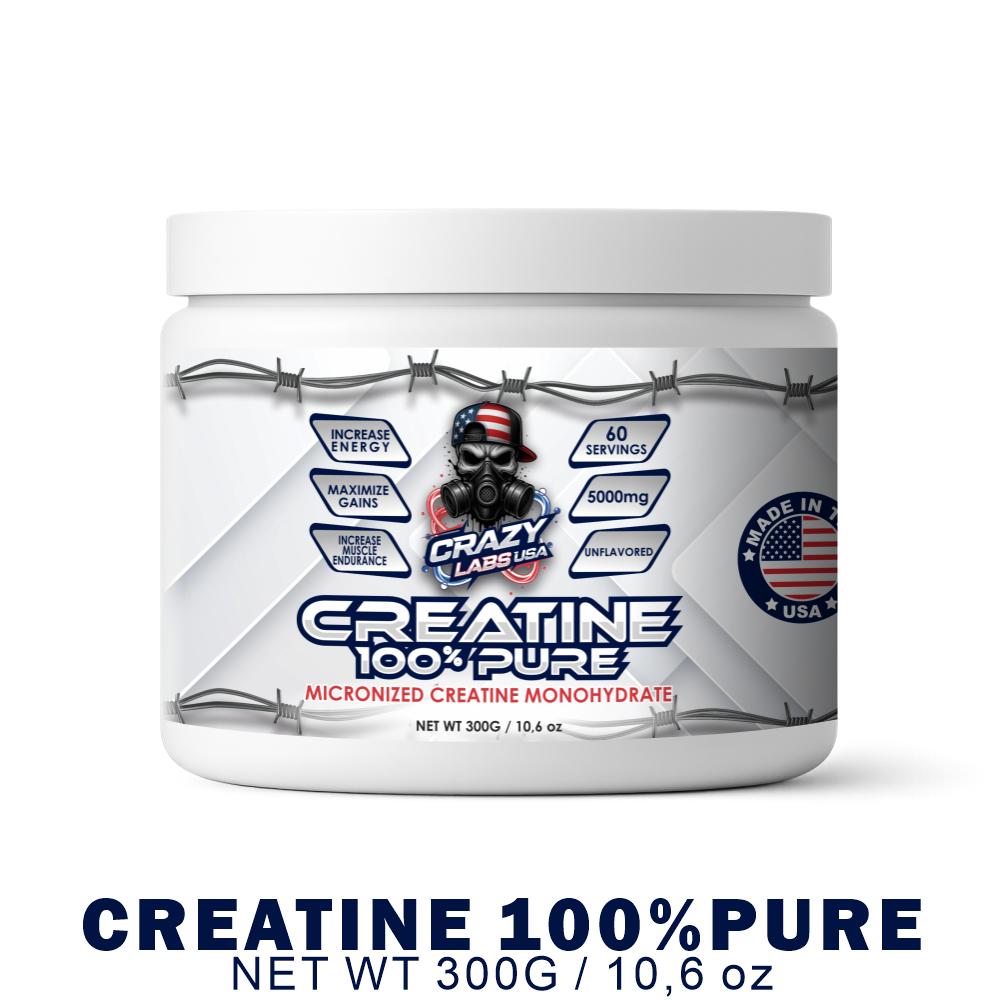 INCREASE
ENERGY
MAXIMIZE
GAINS
INCREASE
MUSCLE
ENDURANCE
CRAZY
LABS USA
60
SERVINGS
5000mg
UNFLAVORED
MADE IN T
USA
CREATINE
100% PURE
MICRONIZED CREATINE MONOHYDRATE
NET WT 300G / 10,6 oz
CREATINE 100%PURE
NET WT 300G / 10,6 oz